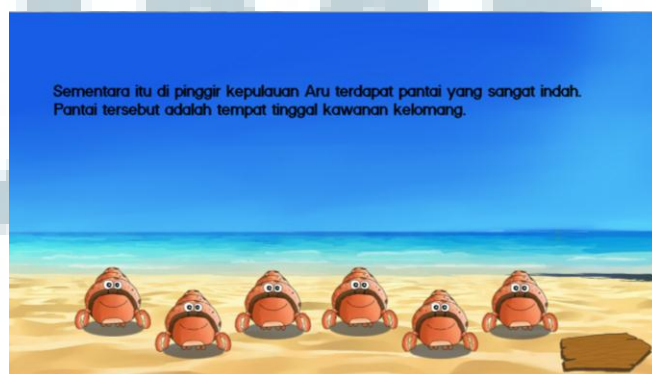 Sementara itu di pinggir kepulauan Aru terdapat pantai yang sangat indah.
Pantai tersebut adalah tempat tinggal kawanan kelomang.